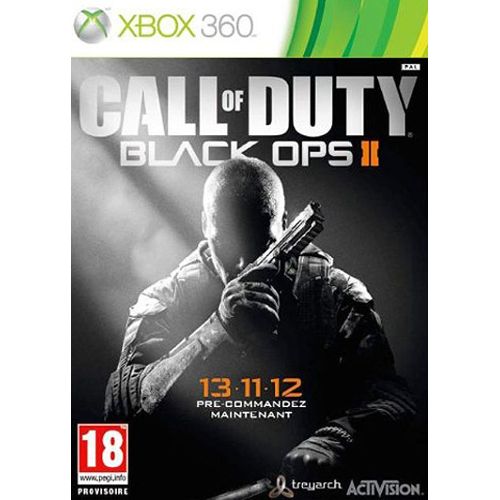 XBOX 360
PAL
CALL OF DUTY
BLACK OPS II
13·11·12
PRE-COMMANDEZ
MAINTENANT
18
www.pegi.info
PROVISOIRE
treyarch ACTIVISION.